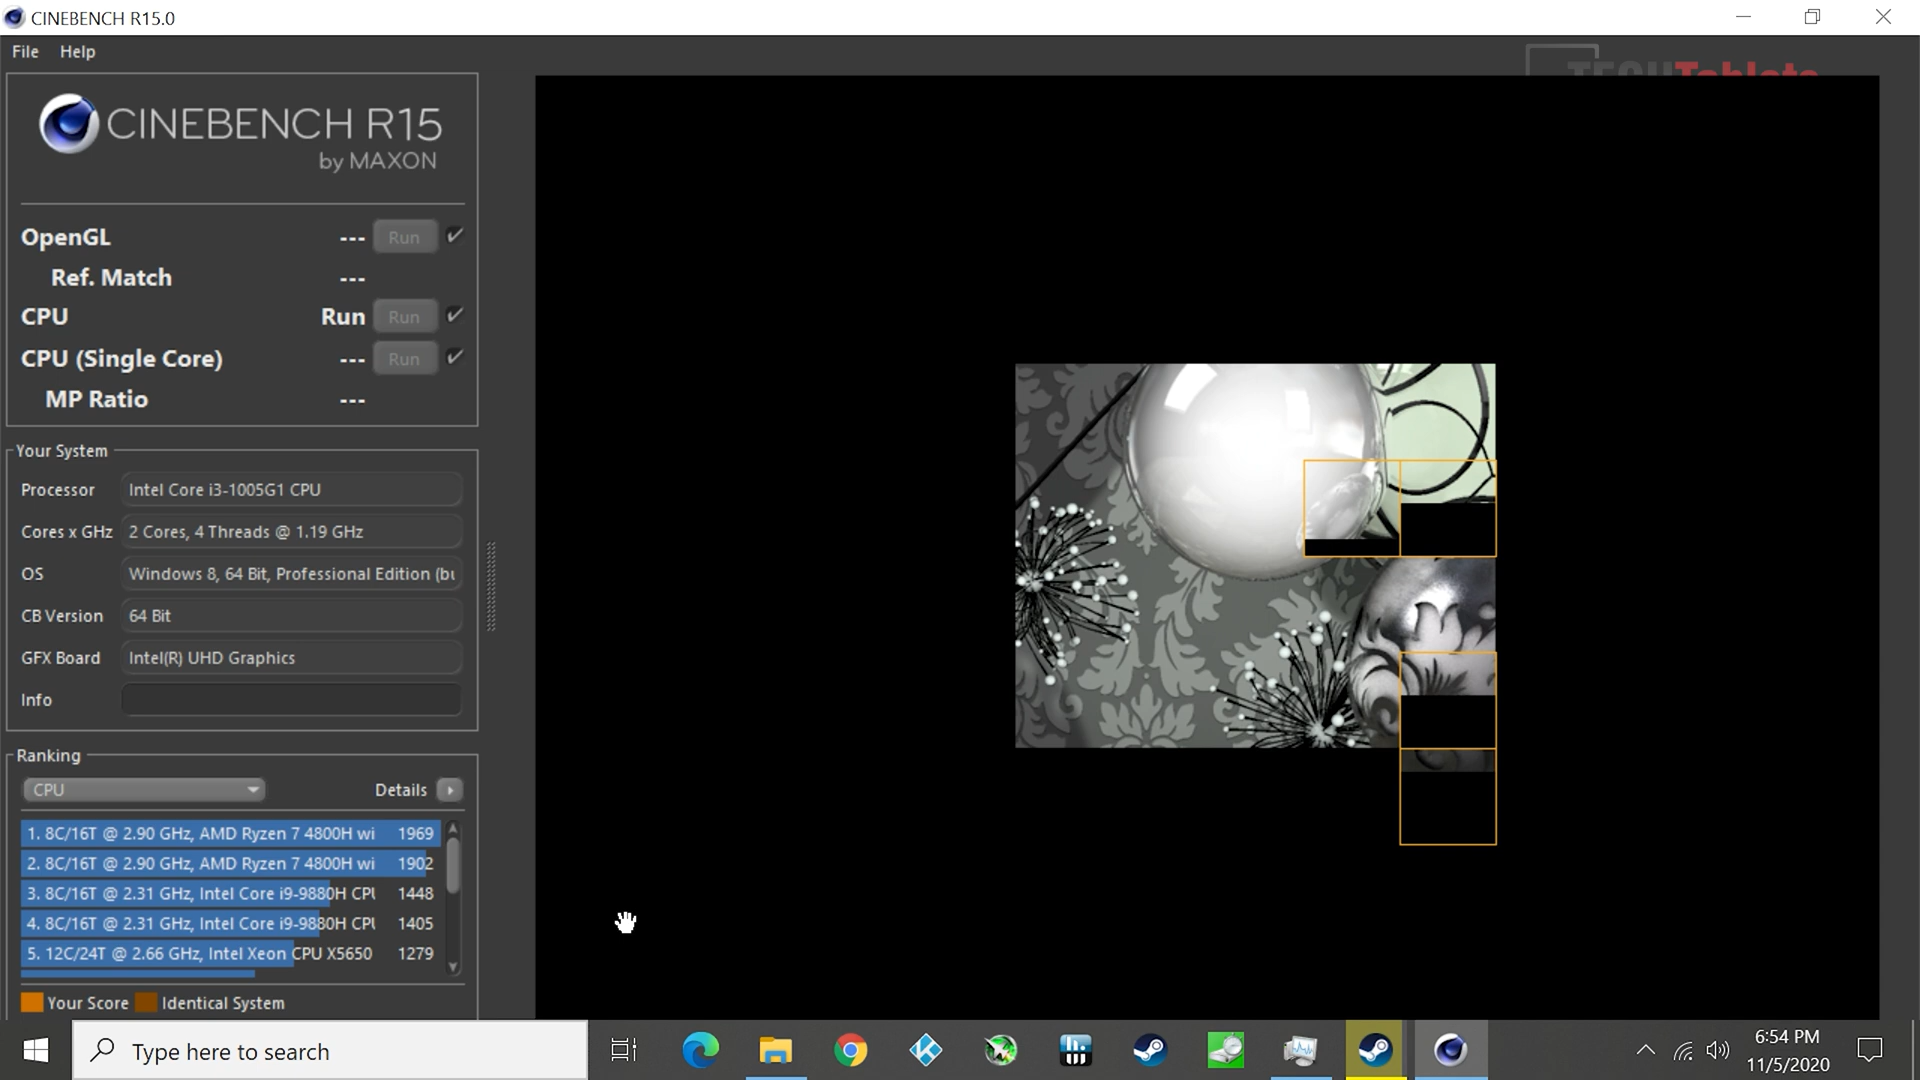 CINEBENCH R15.0
File Help
TECHTablets
CINEBENCH R15
by MAXON
OpenGL --- Run
Ref. Match ---
CPU Run Run
CPU (Single Core) --- Run
MP Ratio ---
Your System
Processor Intel Core i3-1005G1 CPU
Cores x GHz 2 Cores, 4 Threads @ 1.19 GHz
OS Windows 8, 64 Bit, Professional Edition (bu
CB Version 64 Bit
GFX Board Intel(R) UHD Graphics
Info
Ranking
CPU Details
1. 8C/16T @ 2.90 GHz, AMD Ryzen 7 4800H wi 1969
2. 8C/16T @ 2.90 GHz, AMD Ryzen 7 4800H wi 1902
3. 8C/16T @ 2.31 GHz, Intel Core i9-9880H CPU 1448
4. 8C/16T @ 2.31 GHz, Intel Core i9-9880H CPU 1405
5. 12C/24T @ 2.66 GHz, Intel Xeon CPU X5650 1279
Your Score Identical System
Type here to search
6:54 PM
11/5/2020